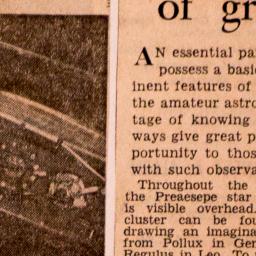 of gr
AN essential pa
possess a basi
inent features of
the amateur astro
tage of knowing
ways give great p
portunity to thos
with such observa
Throughout the
the Preaesepe star
is visible overhead.
cluster can be fou
drawing an imagina
from Pollux in Gem
Regulus in Leo. To